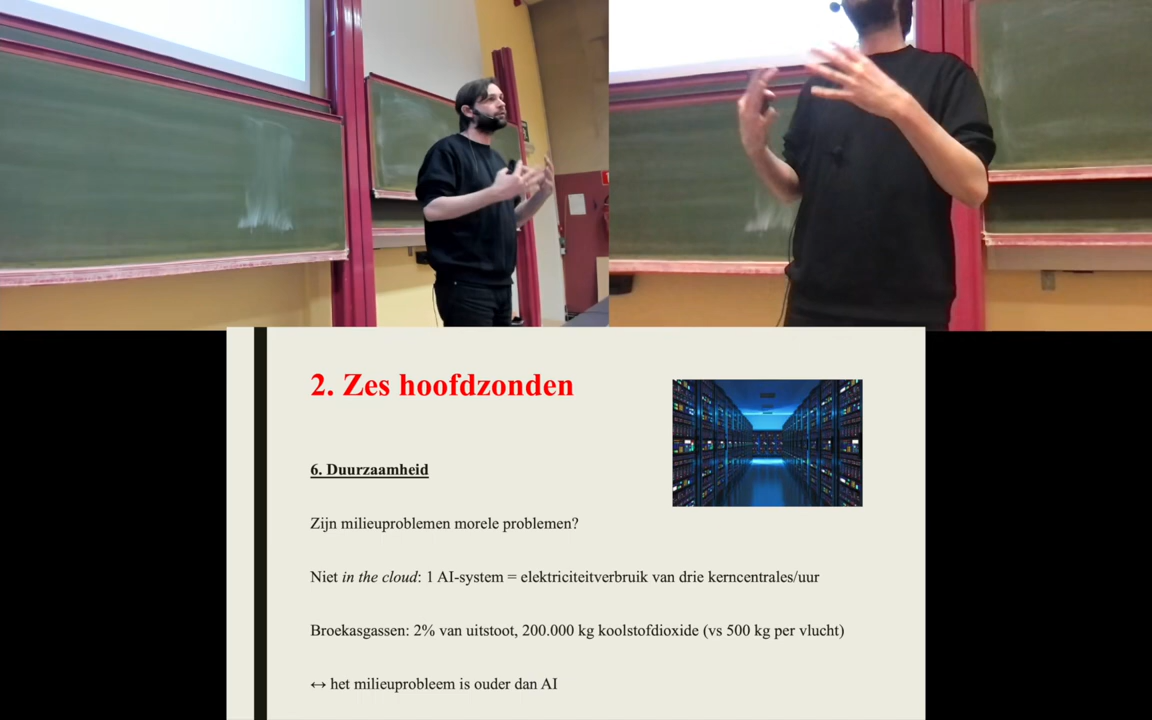 2. Zes hoofdzonden
6. Duurzaamheid
Zijn milieuproblemen morele problemen?
Niet in the cloud: 1 AI-system = elektriciteitverbruik van drie kerncentrales/uur
Broekasgassen: 2% van uitstoot, 200.000 kg koolstofdioxide (vs 500 kg per vlucht)
↔ het milieuprobleem is ouder dan AI